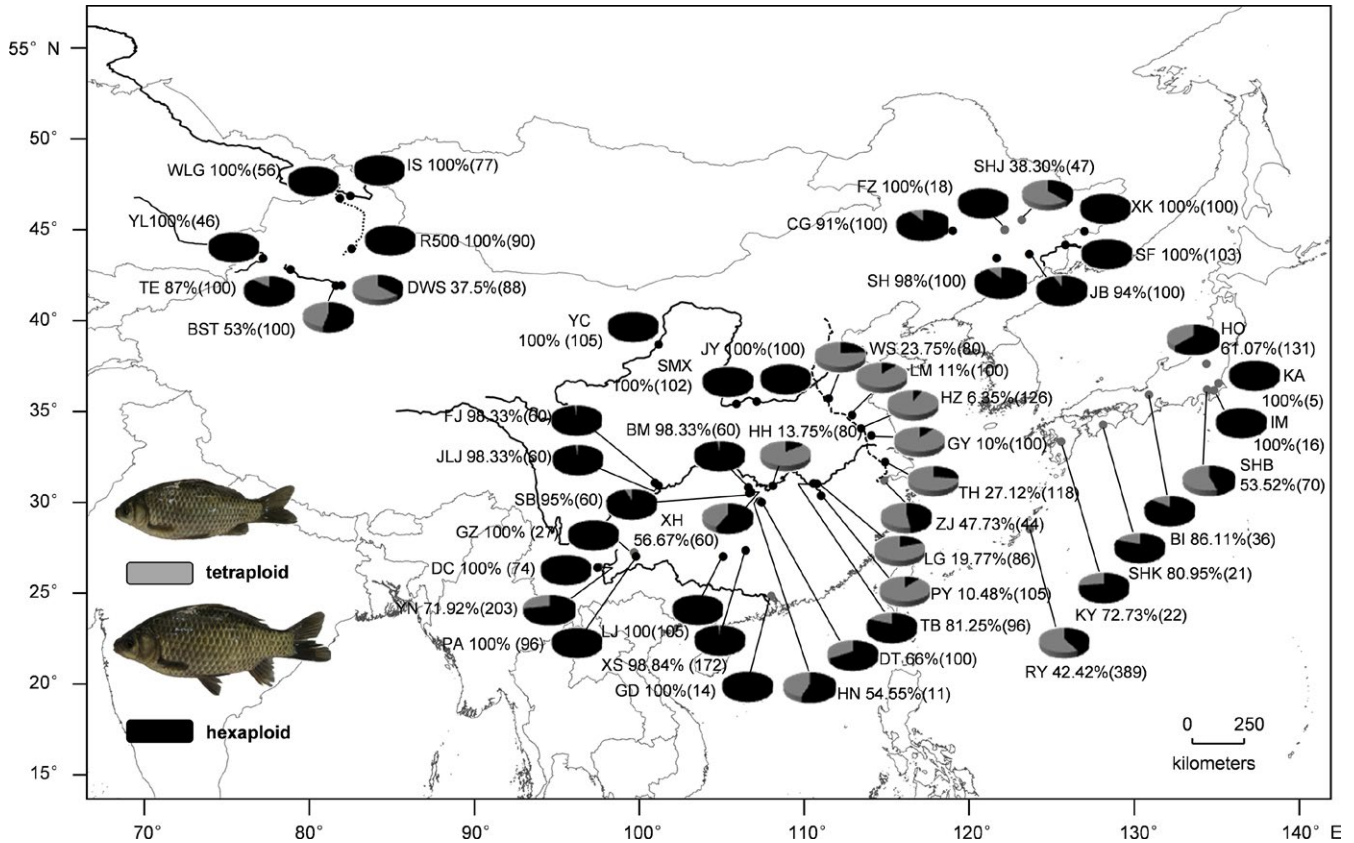 55° N
50°
45°
40°
35°
30°
25°
20°
15°
WLG 100%(56)
IS 100%(77)
YL100%(46)
R500 100%(90)
TE 87%(100)
DWS 37.5%(88)
BST 53%(100)
SHJ 38.30%(47)
FZ 100%(18)
XK 100%(100)
CG 91%(100)
SF 100%(103)
SH 98%(100)
JB 94%(100)
YC
100% (105)
JY 100%(100)
WS 23.75%(80)
SMX
100%(102)
LM 11%(100)
HZ 6.35%(126)
HO
61.07%(131)
KA
100%(5)
IM
100%(16)
FJ 98.33%(60)
BM 98.33%(60)
HH 13.75%(80)
GY 10%(100)
JLJ 98.33%(60)
SB 95%(60)
XH
56.67%(60)
TH 27.12%(118)
SHB
53.52%(70)
GZ 100% (27)
ZJ 47.73%(44)
BI 86.11%(36)
DC 100% (74)
LG 19.77%(86)
SHK 80.95%(21)
YN 71.92%(203)
PY 10.48%(105)
KY 72.73%(22)
PA 100% (96)
LJ 100(105)
TB 81.25%(96)
XS 98.84% (172)
DT 66%(100)
RY 42.42%(389)
GD 100%(14)
HN 54.55%(11)
tetraploid
hexaploid
0 250
kilometers
70° 80° 90° 100° 110° 120° 130° 140° E